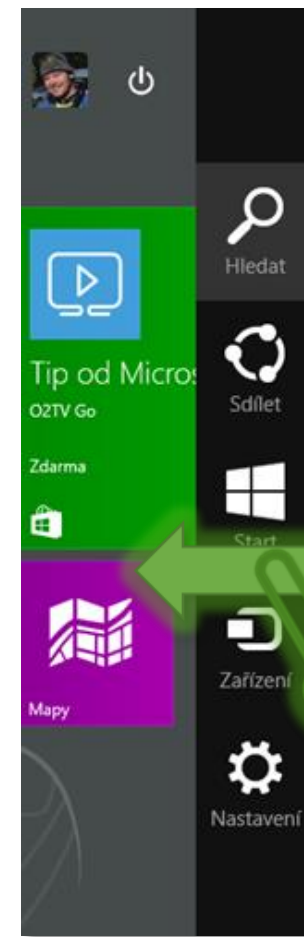 Tip od Micros
O2TV Go
Zdarma
Mapy
Hledat
Sdílet
Start
Zařízení
Nastavení